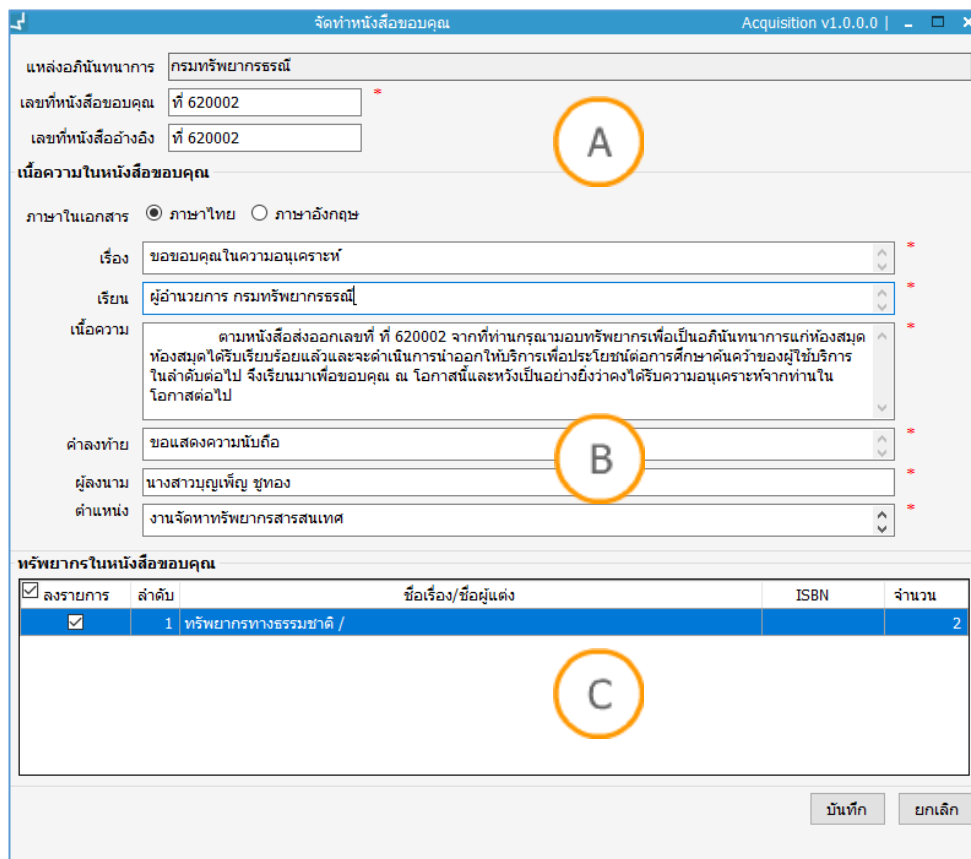 จัดทำหนังสือขอบคุณ Acquisition v1.0.0.0 |
แหล่งอภินันทนาการ กรมทรัพยากรธรณี
เลขที่หนังสือขอบคุณ ที่ 620002 *
เลขที่หนังสืออ้างอิง ที่ 620002
A
เนื้อความในหนังสือขอบคุณ
ภาษาในเอกสาร ภาษาไทย ภาษาอังกฤษ
เรื่อง ขอขอบคุณในความอนุเคราะห์ *
เรียน ผู้อำนวยการ กรมทรัพยากรธรณี *
เนื้อความ ตามหนังสือส่งออกเลขที่ ที่ 620002 จากที่ท่านกรุณามอบทรัพยากรเพื่อเป็นอภินันทนาการแก่ห้องสมุด *
ห้องสมุดได้รับเรียบร้อยแล้วและจะดำเนินการนำออกให้บริการเพื่อประโยชน์ต่อการศึกษาค้นคว้าของผู้ใช้บริการ
ในลำดับต่อไป จึงเรียนมาเพื่อขอบคุณ ณ โอกาสนี้และหวังเป็นอย่างยิ่งว่าคงได้รับความอนุเคราะห์จากท่านใน
โอกาสต่อไป
คำลงท้าย ขอแสดงความนับถือ *
B
ผู้ลงนาม นางสาวบุญเพ็ญ ชูทอง *
ตำแหน่ง งานจัดหาทรัพยากรสารสนเทศ *
ทรัพยากรในหนังสือขอบคุณ
ลงรายการ ลำดับ ชื่อเรื่อง/ชื่อผู้แต่ง ISBN จำนวน
1 ทรัพยากรทางธรรมชาติ / 2
C
บันทึก ยกเลิก